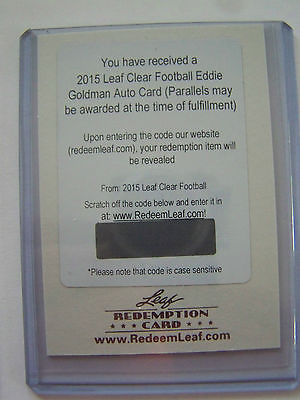 You have received a
2015 Leaf Clear Football Eddie
Goldman Auto Card (Parallels may
be awarded at the time of fulfillment)
Upon entering the code our website
(redeemleaf.com), your redemption item will
be revealed
From: 2015 Leaf Clear Football
Scratch off the code below and enter it in
at: www.RedeemLeaf.com!
*Please note that code is case sensitive
Leaf
REDEMPTION
★★★ CARD ★★★
www.RedeemLeaf.com